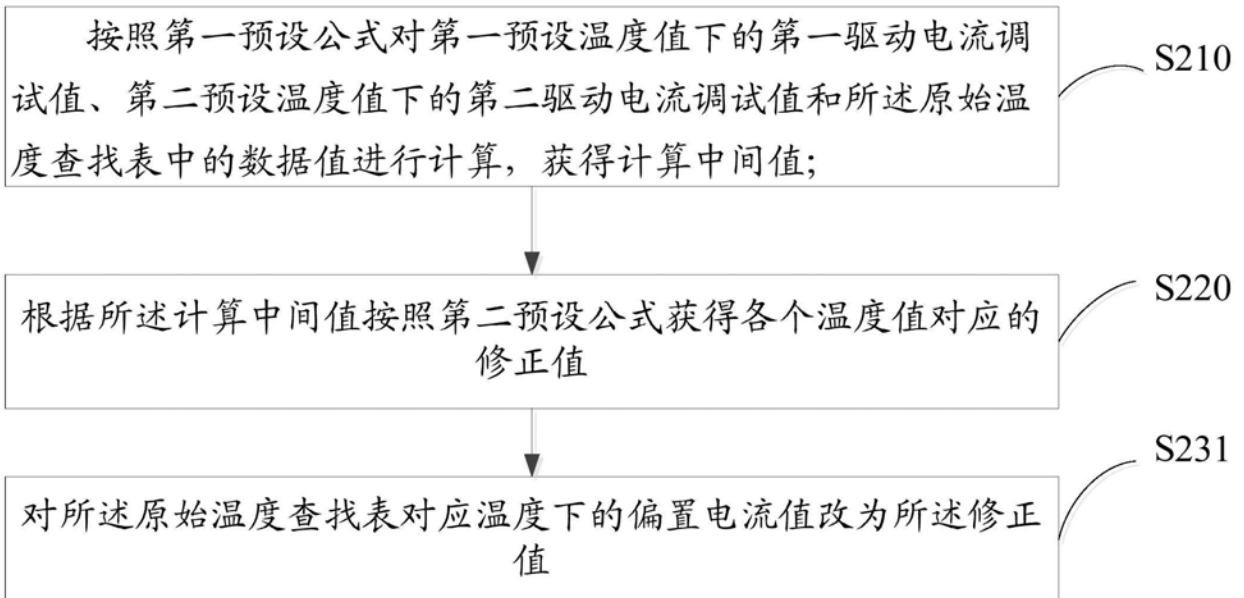 按照第一预设公式对第一预设温度值下的第一驱动电流调
试值、第二预设温度值下的第二驱动电流调试值和所述原始温
度查找表中的数据值进行计算，获得计算中间值；
S210
根据所述计算中间值按照第二预设公式获得各个温度值对应的
修正值
S220
对所述原始温度查找表对应温度下的偏置电流值改为所述修正
值
S231